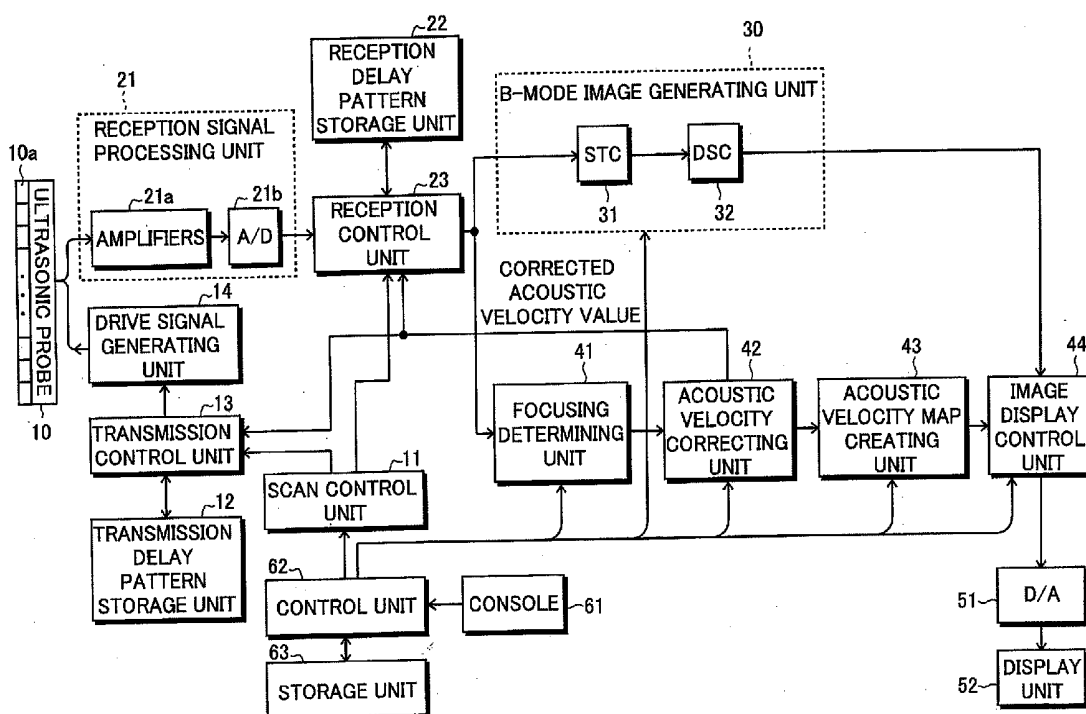 22
RECEPTION
DELAY
PATTERN
STORAGE UNIT
30
B-MODE IMAGE GENERATING UNIT
STC
31
DSC
32
21
RECEPTION SIGNAL
PROCESSING UNIT
10a
21a
AMPLIFIERS
21b
A/D
23
RECEPTION
CONTROL
UNIT
ULTRASONIC PROBE
10
CORRECTED
ACOUSTIC
VELOCITY VALUE
14
DRIVE SIGNAL
GENERATING
UNIT
13
TRANSMISSION
CONTROL UNIT
12
TRANSMISSION
DELAY
PATTERN
STORAGE UNIT
11
SCAN CONTROL
UNIT
41
FOCUSING
DETERMINING
UNIT
42
ACOUSTIC
VELOCITY
CORRECTING
UNIT
43
ACOUSTIC
VELOCITY MAP
CREATING
UNIT
44
IMAGE
DISPLAY
CONTROL
UNIT
62
CONTROL UNIT
CONSOLE
61
63
STORAGE UNIT
51
D/A
52
DISPLAY
UNIT